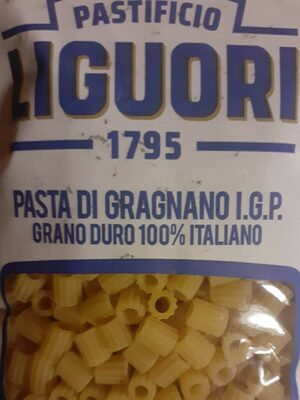 PASTIFICIO
LIGUORI
1795
PASTA DI GRAGNANO I.G.P.
GRANO DURO 100% ITALIANO